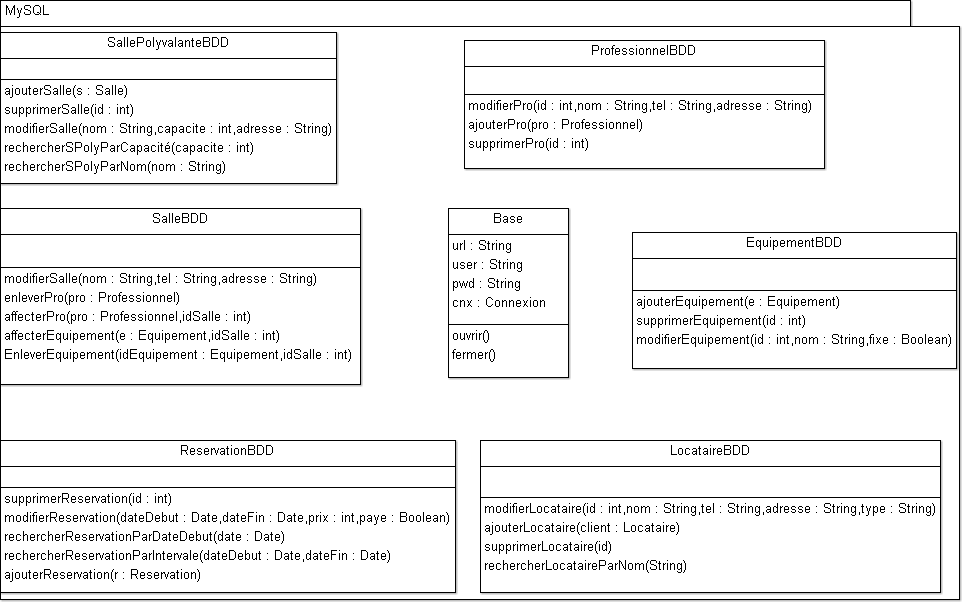 MySQL
SallePolyvalanteBDD
ajouterSalle(s : Salle)
supprimerSalle(id : int)
modifierSalle(nom : String,capacite : int,adresse : String)
rechercherSPolyParCapacité(capacite : int)
rechercherSPolyParNom(nom : String)
ProfessionnelBDD
modifierPro(id : int,nom : String,tel : String,adresse : String)
ajouterPro(pro : Professionnel)
supprimerPro(id : int)
SalleBDD
modifierSalle(nom : String,tel : String,adresse : String)
enleverPro(pro : Professionnel)
affecterPro(pro : Professionnel,idSalle : int)
affecterEquipement(e : Equipement,idSalle : int)
EnleverEquipement(idEquipement : Equipement,idSalle : int)
Base
url : String
user : String
pwd : String
cnx : Connexion
ouvrir()
fermer()
EquipementBDD
ajouterEquipement(e : Equipement)
supprimerEquipement(id : int)
modifierEquipement(id : int,nom : String,fixe : Boolean)
ReservationBDD
supprimerReservation(id : int)
modifierReservation(dateDebut : Date,dateFin : Date,prix : int,paye : Boolean)
rechercherReservationParDateDebut(date : Date)
rechercherReservationParIntervale(dateDebut : Date,dateFin : Date)
ajouterReservation(r : Reservation)
LocataireBDD
modifierLocataire(id : int,nom : String,tel : String,adresse : String,type : String)
ajouterLocataire(client : Locataire)
supprimerLocataire(id)
rechercherLocataireParNom(String)